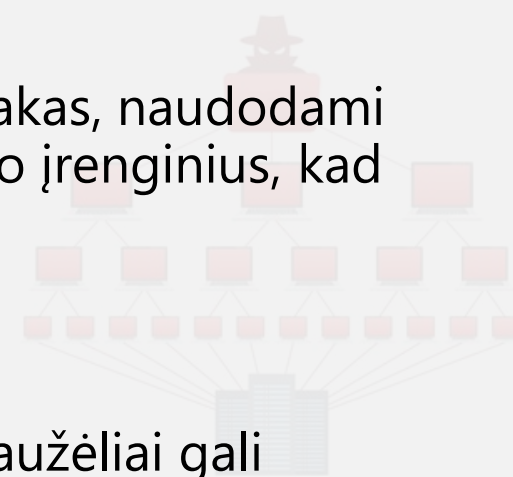 akas, naudodami
o įrenginius, kad
aužėliai gali